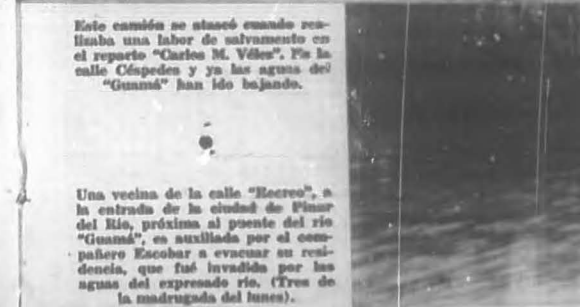 Este camión se atascó cuando rea-
lizaba una labor de salvamento en
el reparto "Carlos M. Vélez". En la
calle Céspedes y ya las aguas del
"Guamá" han ido bajando.
Una vecina de la calle "Recreo", a
la entrada de la ciudad de Pinar
del Río, próxima al puente del río
"Guamá", es auxiliada por el com-
pañero Escobar a evacuar su resi-
dencia, que fué invadida por las
aguas del expresado río. (Tres de
la madrugada del lunes).